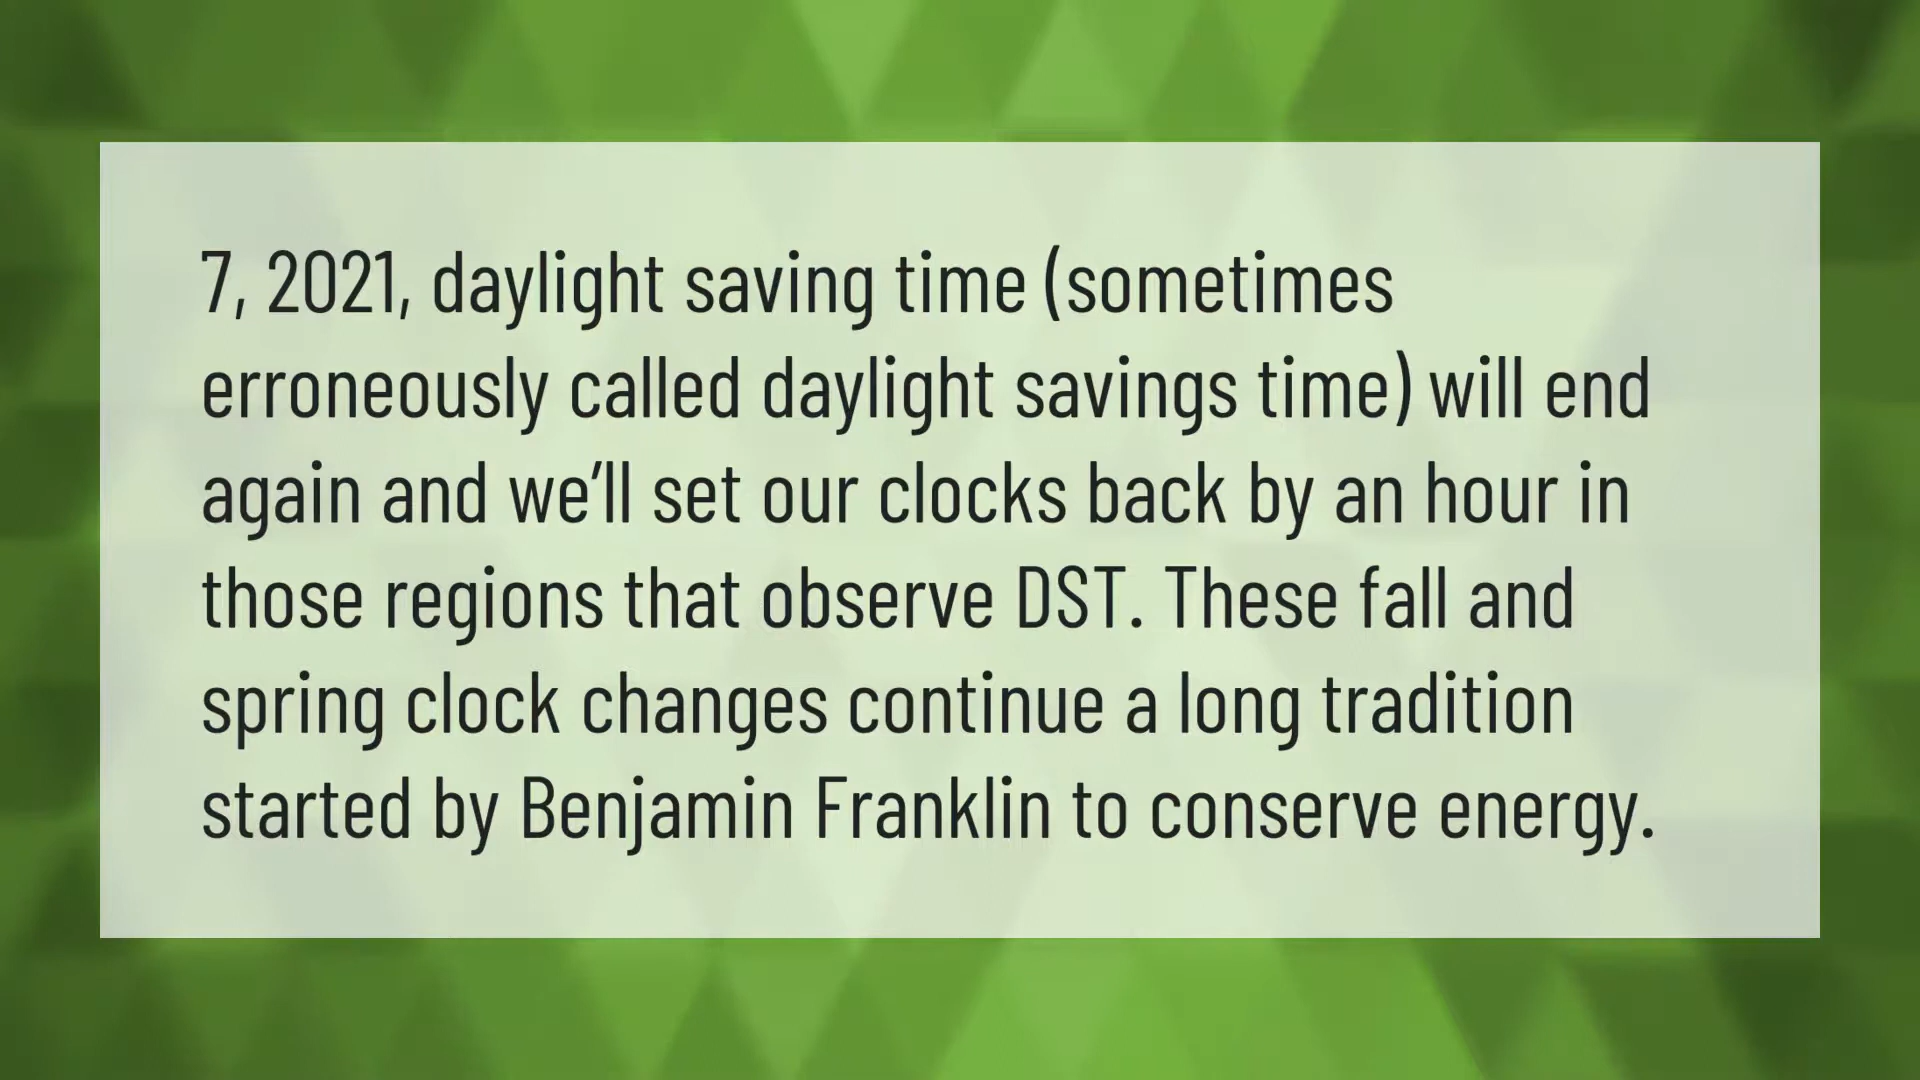 7, 2021, daylight saving time (sometimes
erroneously called daylight savings time) will end
again and we’ll set our clocks back by an hour in
those regions that observe DST. These fall and
spring clock changes continue a long tradition
started by Benjamin Franklin to conserve energy.